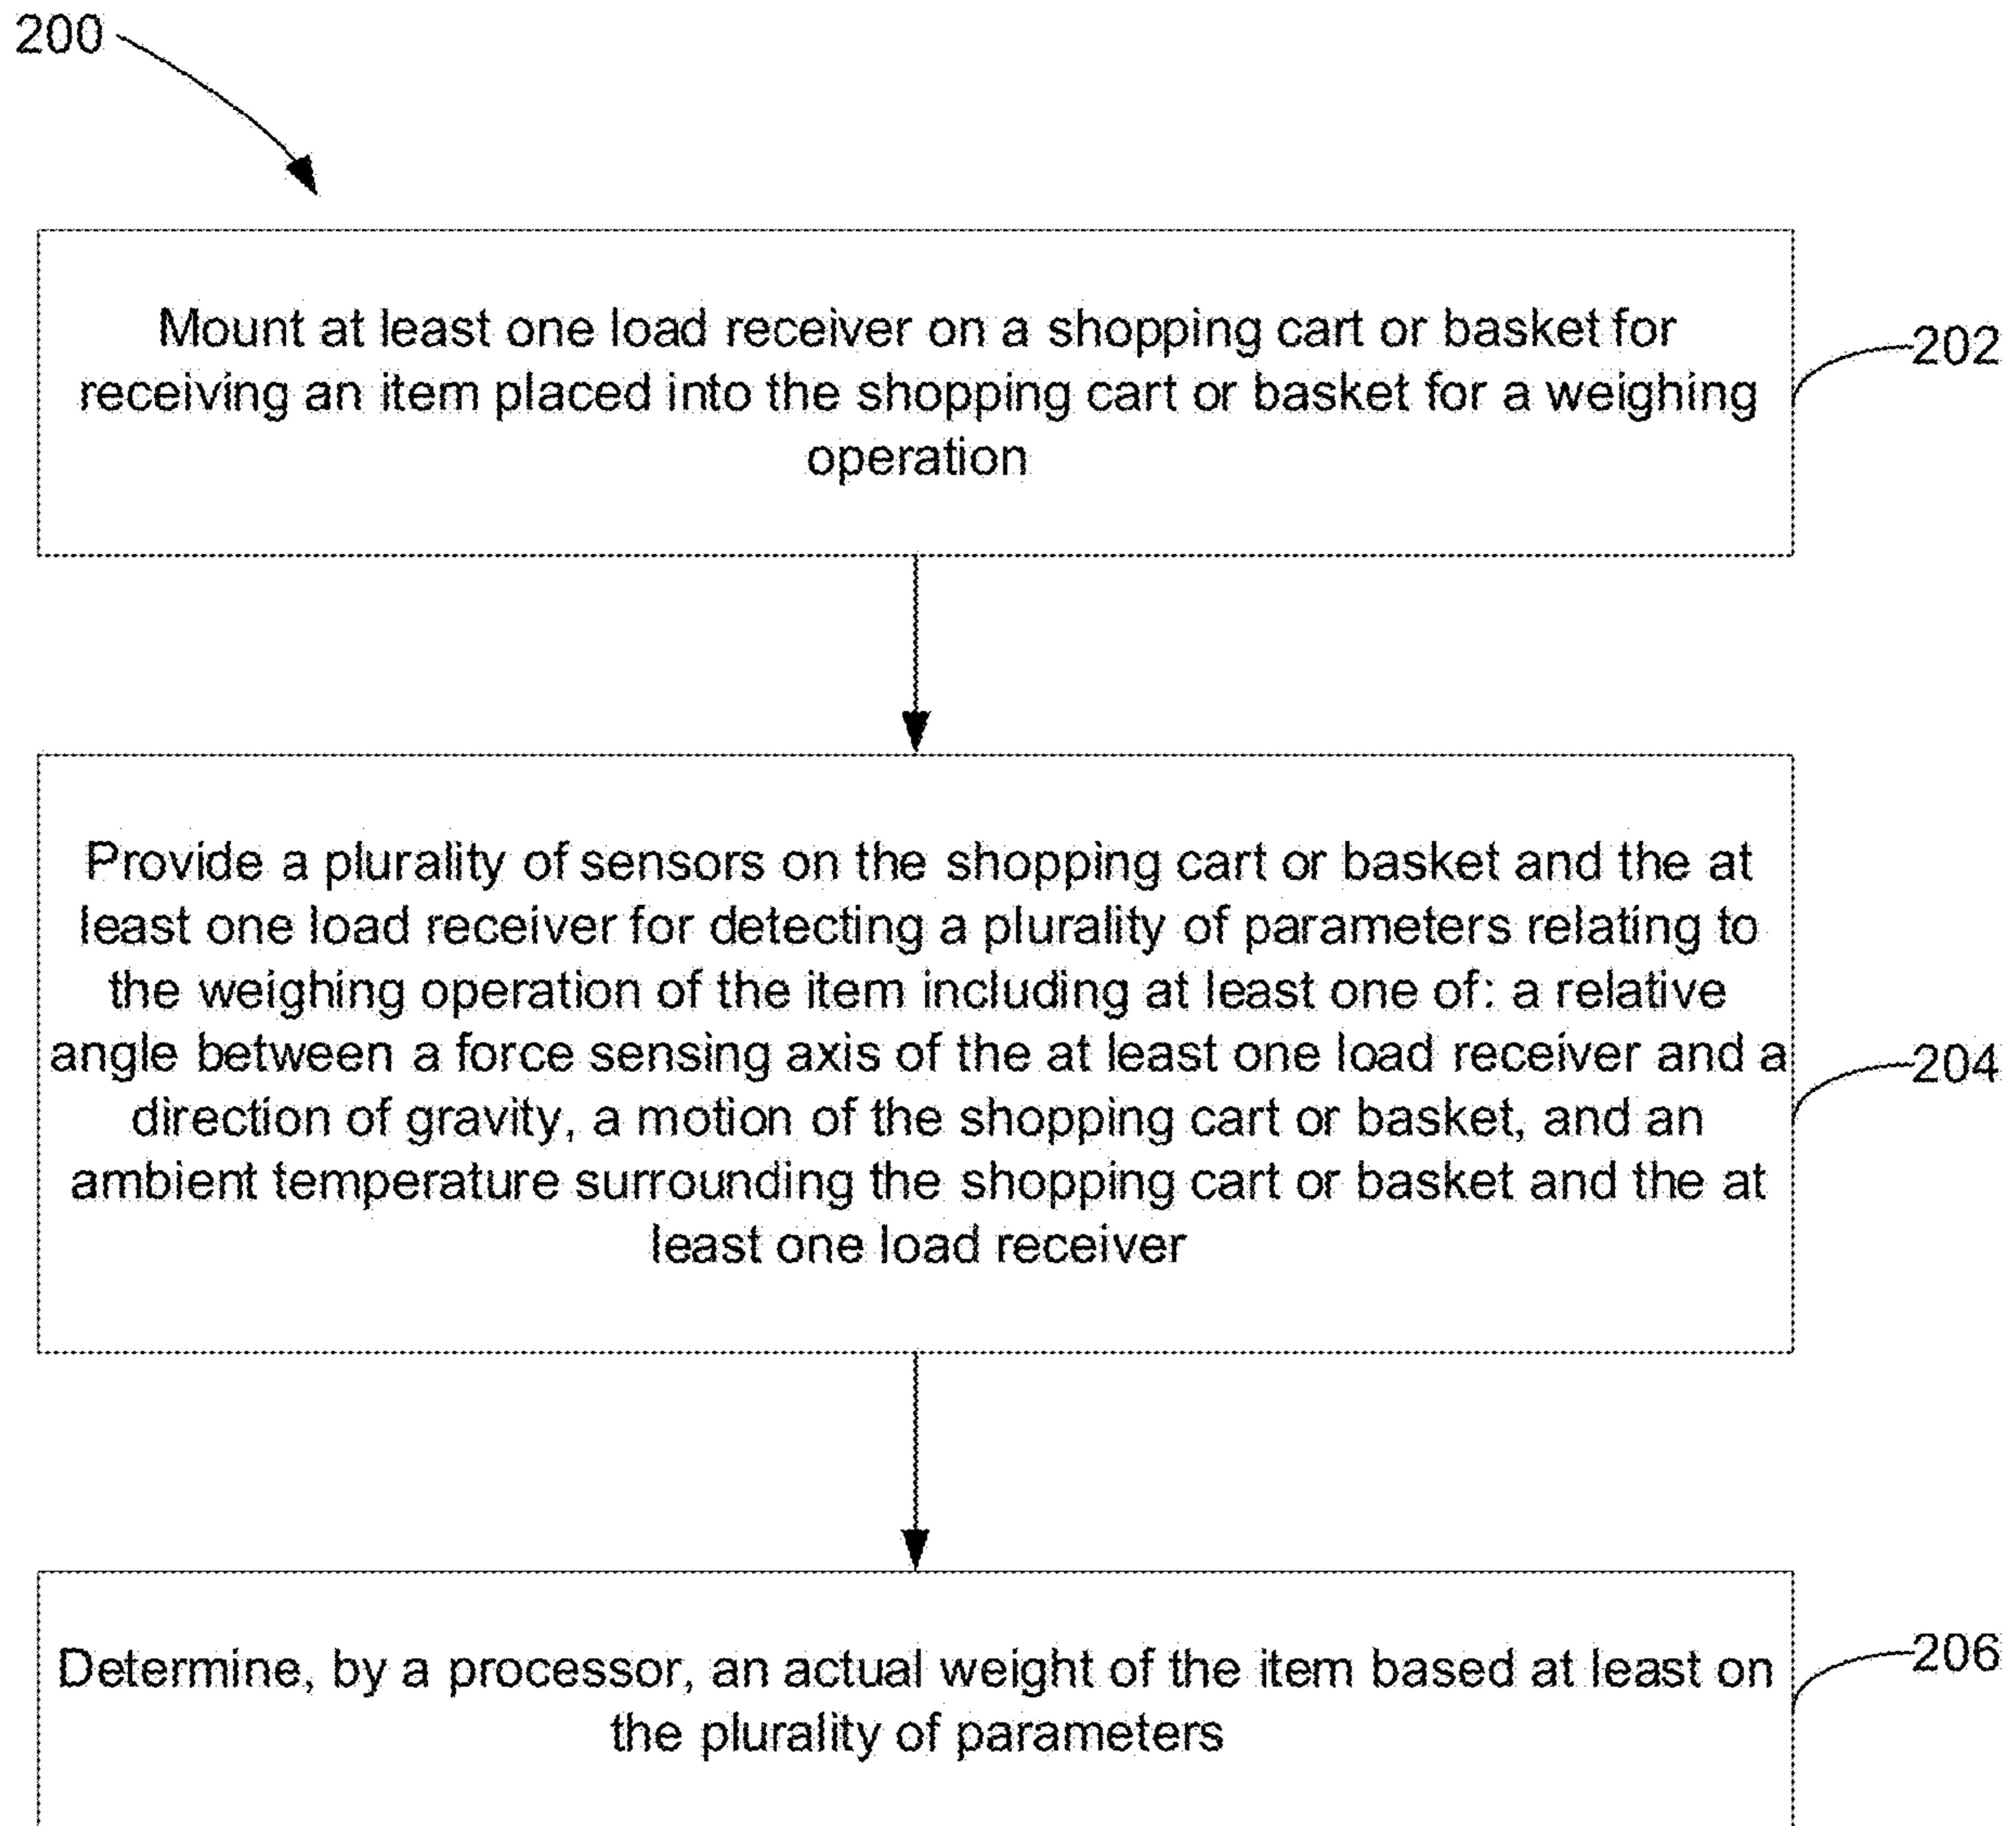 200
Mount at least one load receiver on a shopping cart or basket for
receiving an item placed into the shopping cart or basket for a weighing
operation
202
Provide a plurality of sensors on the shopping cart or basket and the at
least one load receiver for detecting a plurality of parameters relating to
the weighing operation of the item including at least one of: a relative
angle between a force sensing axis of the at least one load receiver and a
direction of gravity, a motion of the shopping cart or basket, and an
ambient temperature surrounding the shopping cart or basket and the at
least one load receiver
204
Determine, by a processor, an actual weight of the item based at least on
the plurality of parameters
206